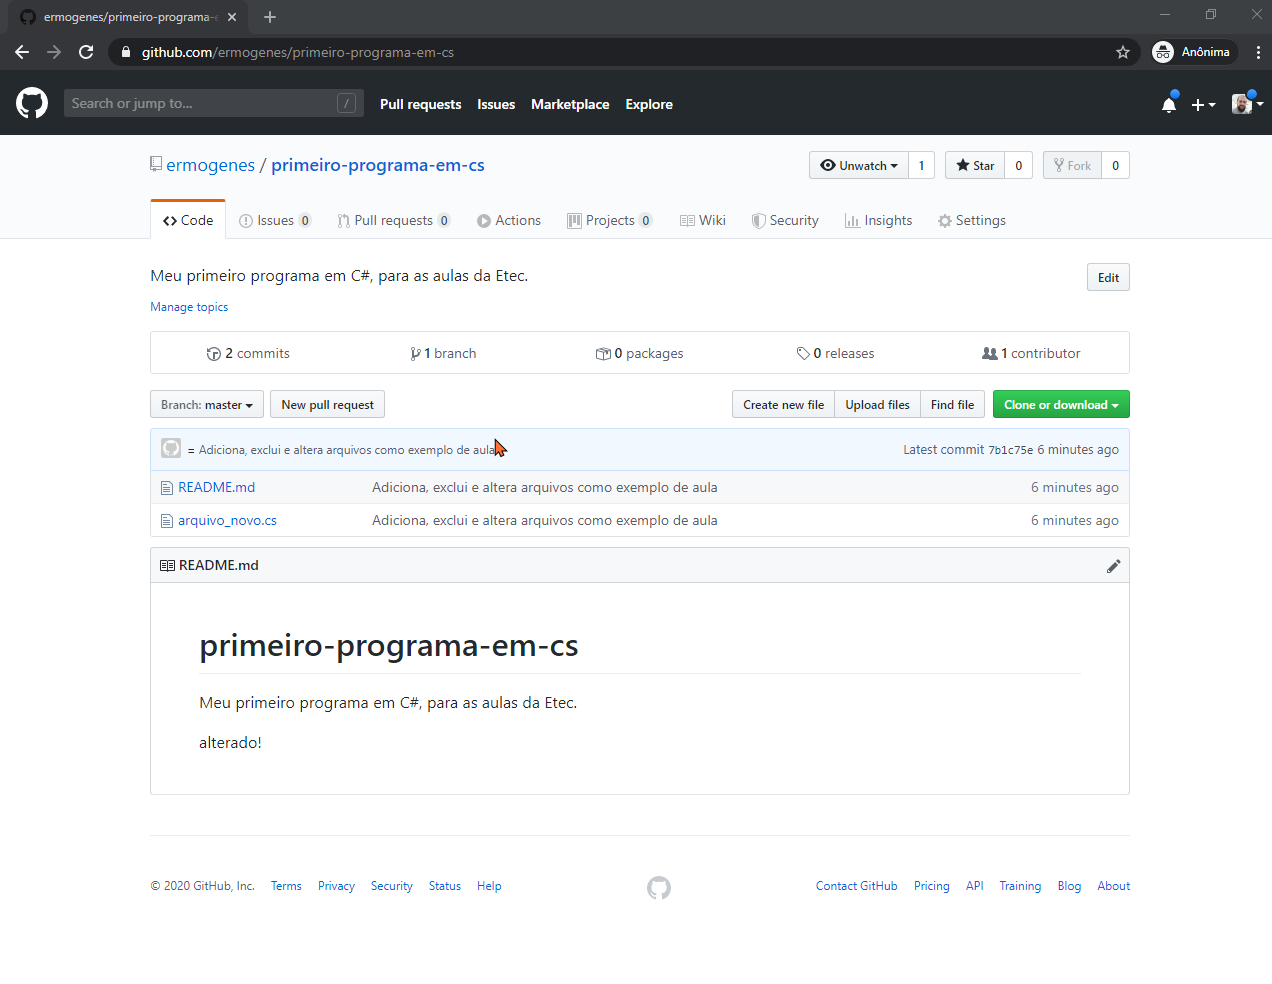 ermogenes/primeiro-programa-e
github.com/ermogenes/primeiro-programa-em-cs
Anônima
Search or jump to...
/
Pull requests Issues Marketplace Explore
ermogenes / primeiro-programa-em-cs
Unwatch 1 Star 0 Fork 0
Code Issues 0 Pull requests 0 Actions Projects 0 Wiki Security Insights Settings
Meu primeiro programa em C#, para as aulas da Etec.
Edit
Manage topics
2 commits 1 branch 0 packages 0 releases 1 contributor
Branch: master New pull request Create new file Upload files Find file Clone or download
= Adiciona, exclui e altera arquivos como exemplo de aula Latest commit 7b1c75e 6 minutes ago
README.md Adiciona, exclui e altera arquivos como exemplo de aula 6 minutes ago
arquivo_novo.cs Adiciona, exclui e altera arquivos como exemplo de aula 6 minutes ago
README.md
primeiro-programa-em-cs
Meu primeiro programa em C#, para as aulas da Etec.
alterado!
© 2020 GitHub, Inc. Terms Privacy Security Status Help Contact GitHub Pricing API Training Blog About